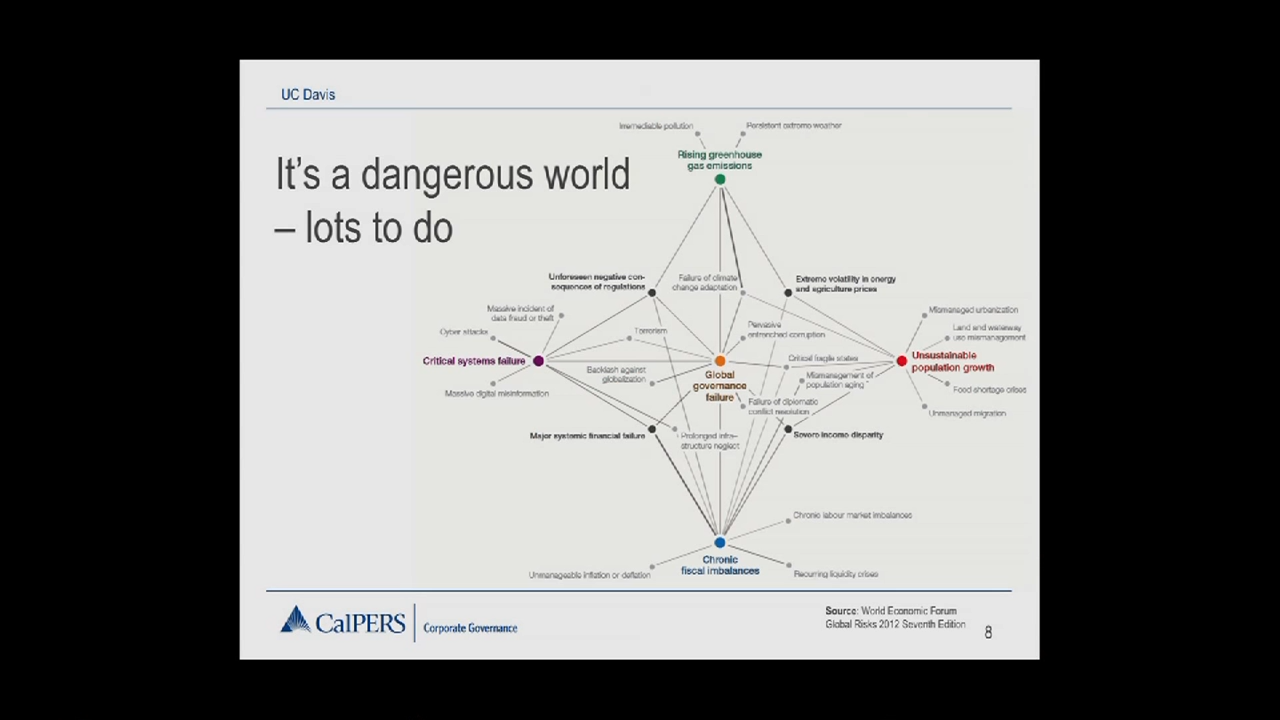 UC Davis
It's a dangerous world
– lots to do
Irremediable pollution
Persistent extreme weather
Rising greenhouse
gas emissions
Unforeseen negative con-
sequences of regulations
Failure of climate
change adaptation
Extreme volatility in energy
and agriculture prices
Massive incident of
data fraud or theft
Cyber attacks
Terrorism
Pervasive
entrenched corruption
Mismanaged urbanization
Land and waterway
use mismanagement
Critical systems failure
Backlash against
globalization
Global
governance
failure
Critical fragile states
Mismanagement of
population aging
Unsustainable
population growth
Massive digital misinformation
Failure of diplomatic
conflict resolution
Food shortage crises
Unmanaged migration
Major systemic financial failure
Prolonged infra-
structure neglect
Severe income disparity
Chronic labour market imbalances
Chronic
fiscal imbalances
Unmanageable inflation or deflation
Recurring liquidity crises
CalPERS
Corporate Governance
Source: World Economic Forum
Global Risks 2012 Seventh Edition
8